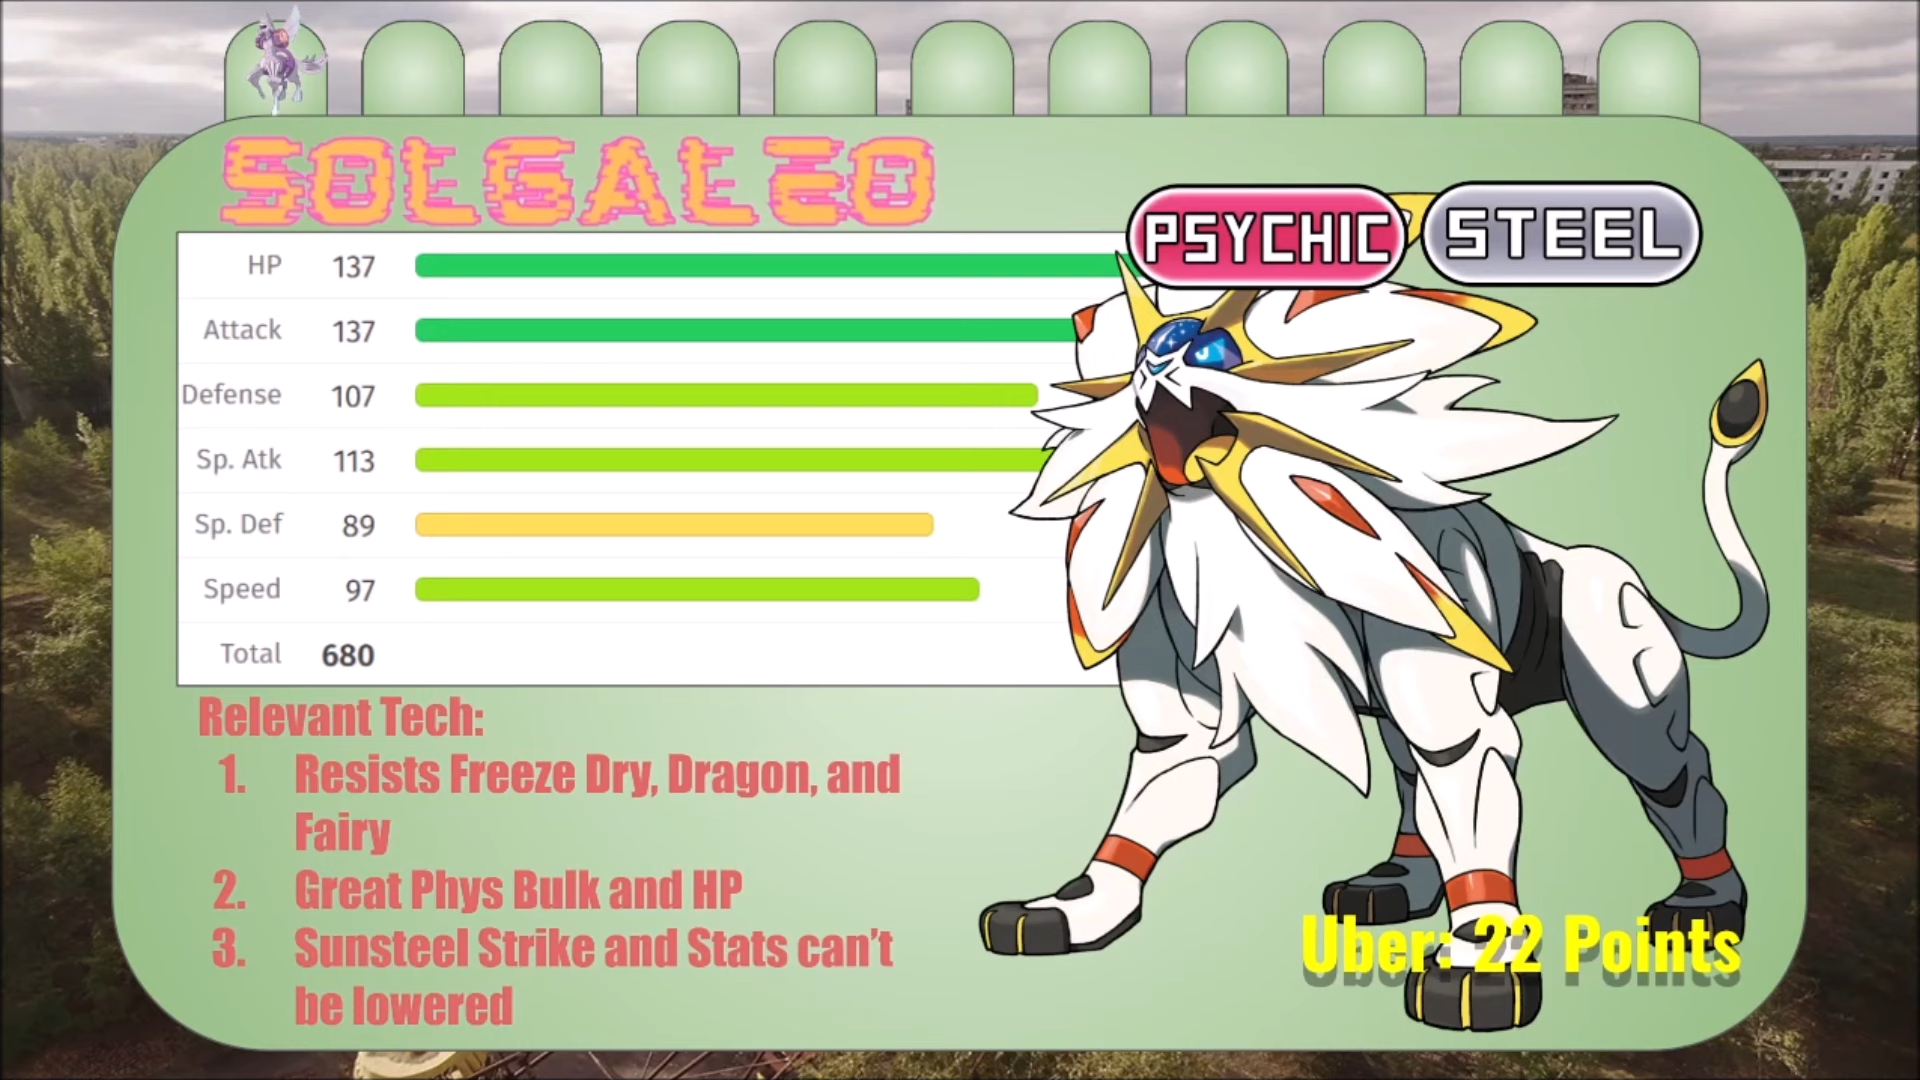 SOLGALEO
PSYCHIC STEEL
HP 137
Attack 137
Defense 107
Sp. Atk 113
Sp. Def 89
Speed 97
Total 680
Relevant Tech:
1. Resists Freeze Dry, Dragon, and
Fairy
2. Great Phys Bulk and HP
3. Sunsteel Strike and Stats can't
be lowered
Uber: 22 Points